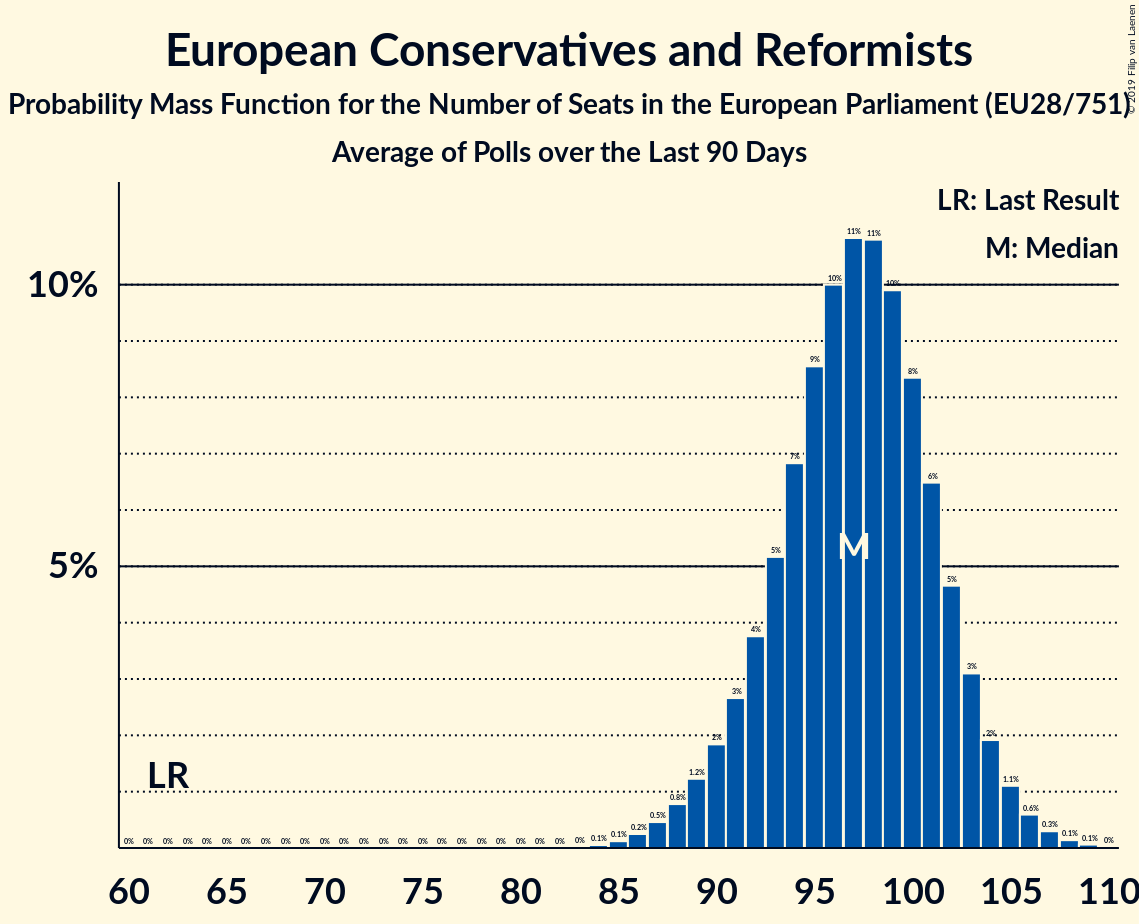 European Conservatives and Reformists
Probability Mass Function for the Number of Seats in the European Parliament (EU28/751)
Average of Polls over the Last 90 Days
© 2019 Filip van Laenen
LR: Last Result
M: Median
10%
5%
LR
M
0% 0% 0% 0% 0% 0% 0% 0% 0% 0% 0% 0% 0% 0% 0% 0% 0% 0% 0% 0% 0% 0% 0% 0% 0.1% 0.1% 0.2% 0.5% 0.8% 1.2% 2% 3% 4% 5% 7% 9% 10% 11% 11% 10% 8% 6% 5% 3% 2% 1.1% 0.6% 0.3% 0.1% 0.1% 0%
60 65 70 75 80 85 90 95 100 105 110